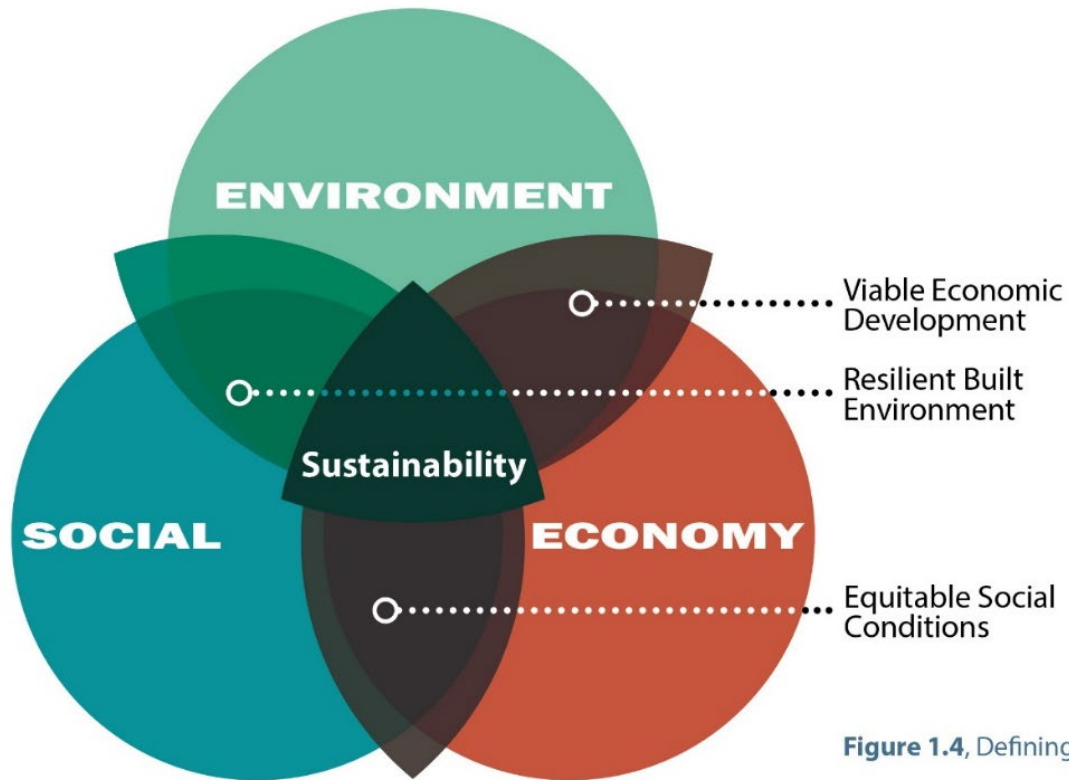 ENVIRONMENT
Viable Economic
Development
Resilient Built
Environment
Sustainability
SOCIAL
ECONOMY
Equitable Social
Conditions
Figure 1.4, Defining